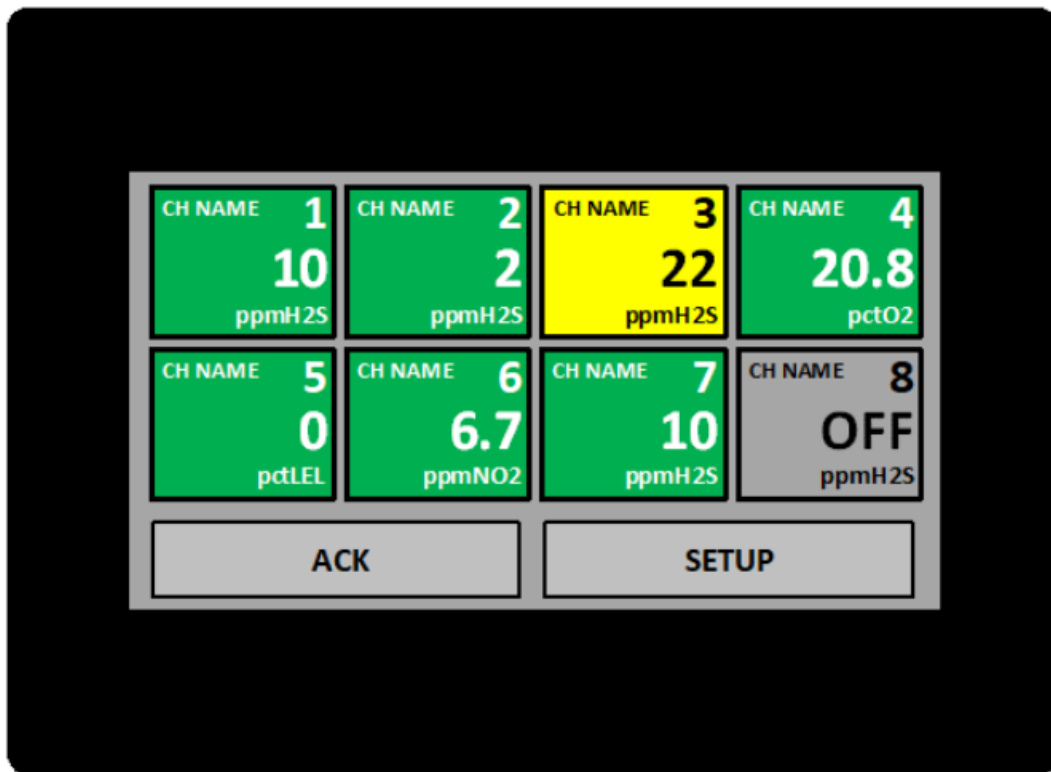 CH NAME 1
10
ppmH2S
CH NAME 2
2
ppmH2S
CH NAME 3
22
ppmH2S
CH NAME 4
20.8
pctO2
CH NAME 5
0
pctLEL
CH NAME 6
6.7
ppmNO2
CH NAME 7
10
ppmH2S
CH NAME 8
OFF
ppmH2S
ACK
SETUP